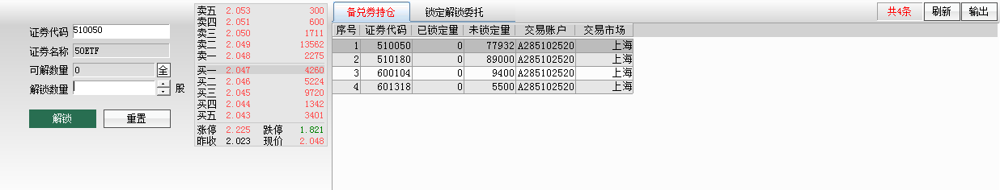 证券代码 510050
证券名称 50ETF
可解数量 0 全
解锁数量 股
解锁 重置
卖五 2.053 300
卖四 2.051 600
卖三 2.050 1711
卖二 2.049 13562
卖一 2.048 2275
买一 2.047 4260
买二 2.046 5224
买三 2.045 9720
买四 2.044 1342
买五 2.043 3401
涨停 2.225 跌停 1.821
昨收 2.023 现价 2.048
备兑券持仓 锁定解锁委托 共4条 刷新 输出
序号 证券代码 已锁定量 未锁定量 交易账户 交易市场
1 510050 0 77932 A285102520 上海
2 510180 0 89000 A285102520 上海
3 600104 0 9400 A285102520 上海
4 601318 0 5500 A285102520 上海